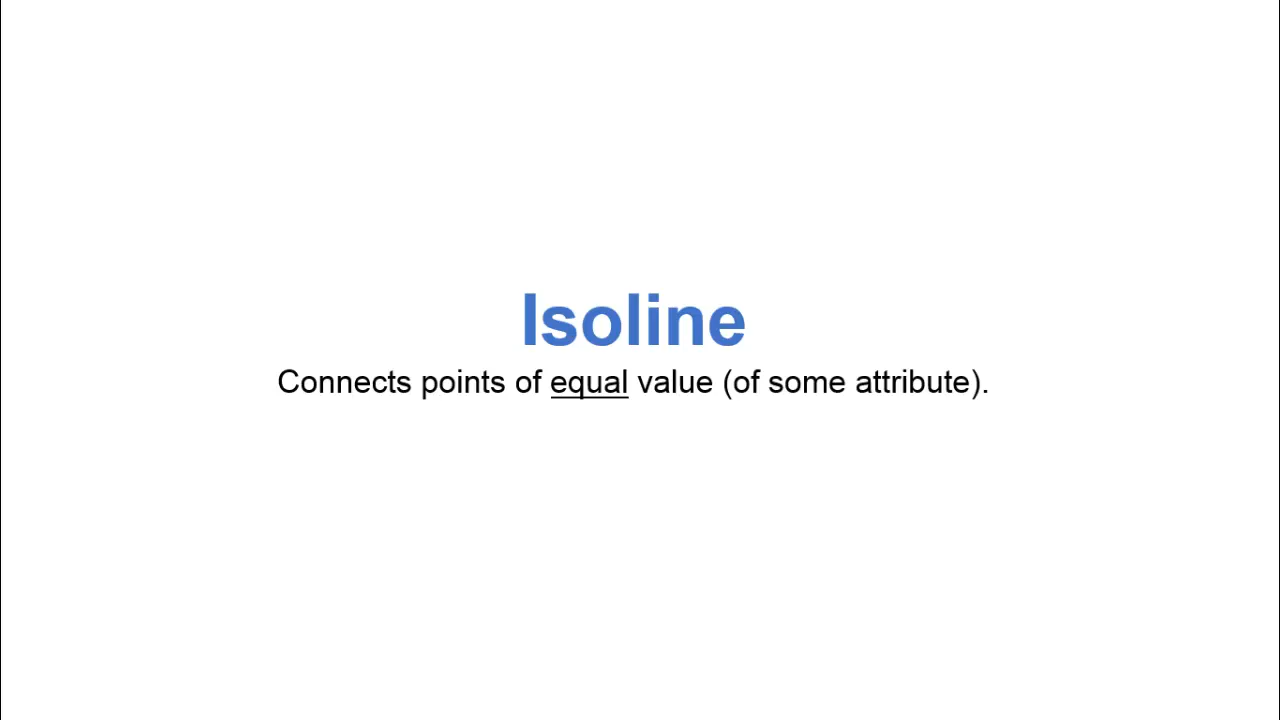 Isoline
Connects points of equal value (of some attribute).